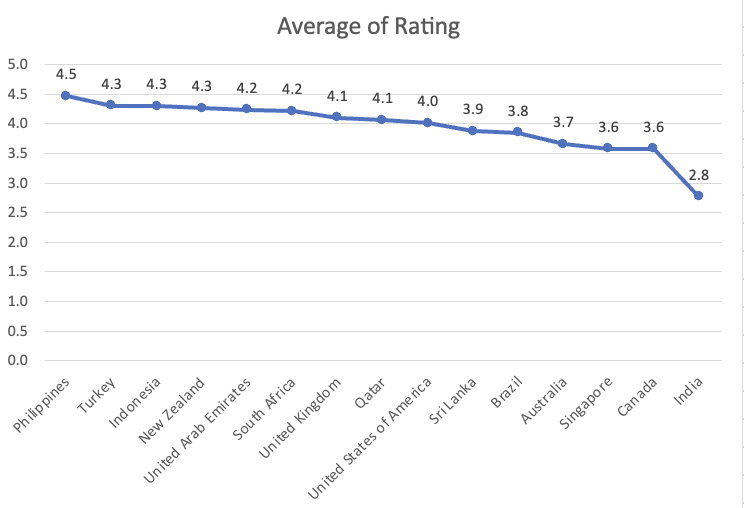 Average of Rating
5.0
4.5
4.0
3.5
3.0
2.5
2.0
1.5
1.0
0.5
0.0
4.5 4.3 4.3 4.3 4.2 4.2 4.1 4.1 4.0 3.9 3.8 3.7 3.6 3.6 2.8
Philippines
Turkey
Indonesia
New Zealand
United Arab Emirates
South Africa
United Kingdom
Qatar
United States of America
Sri Lanka
Brazil
Australia
Singapore
Canada
India